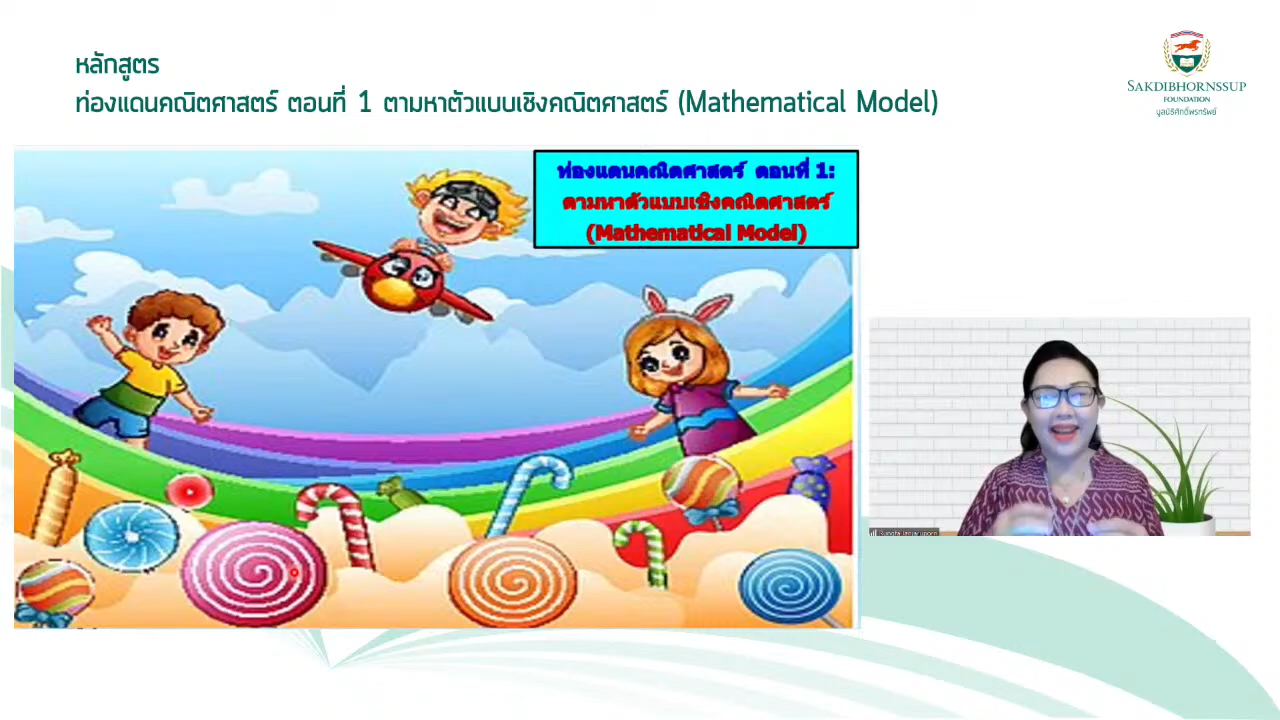 หลักสูตร
ท่องแดนคณิตศาสตร์ ตอนที่ 1 ตามหาตัวแบบเชิงคณิตศาสตร์ (Mathematical Model)
SAKDIBHORNSSUP
FOUNDATION
มูลนิธิศักดิ์พรทรัพย์
ท่องแดนคณิตศาสตร์ ตอนที่ 1:
ตามหาตัวแบบเชิงคณิตศาสตร์
(Mathematical Model)